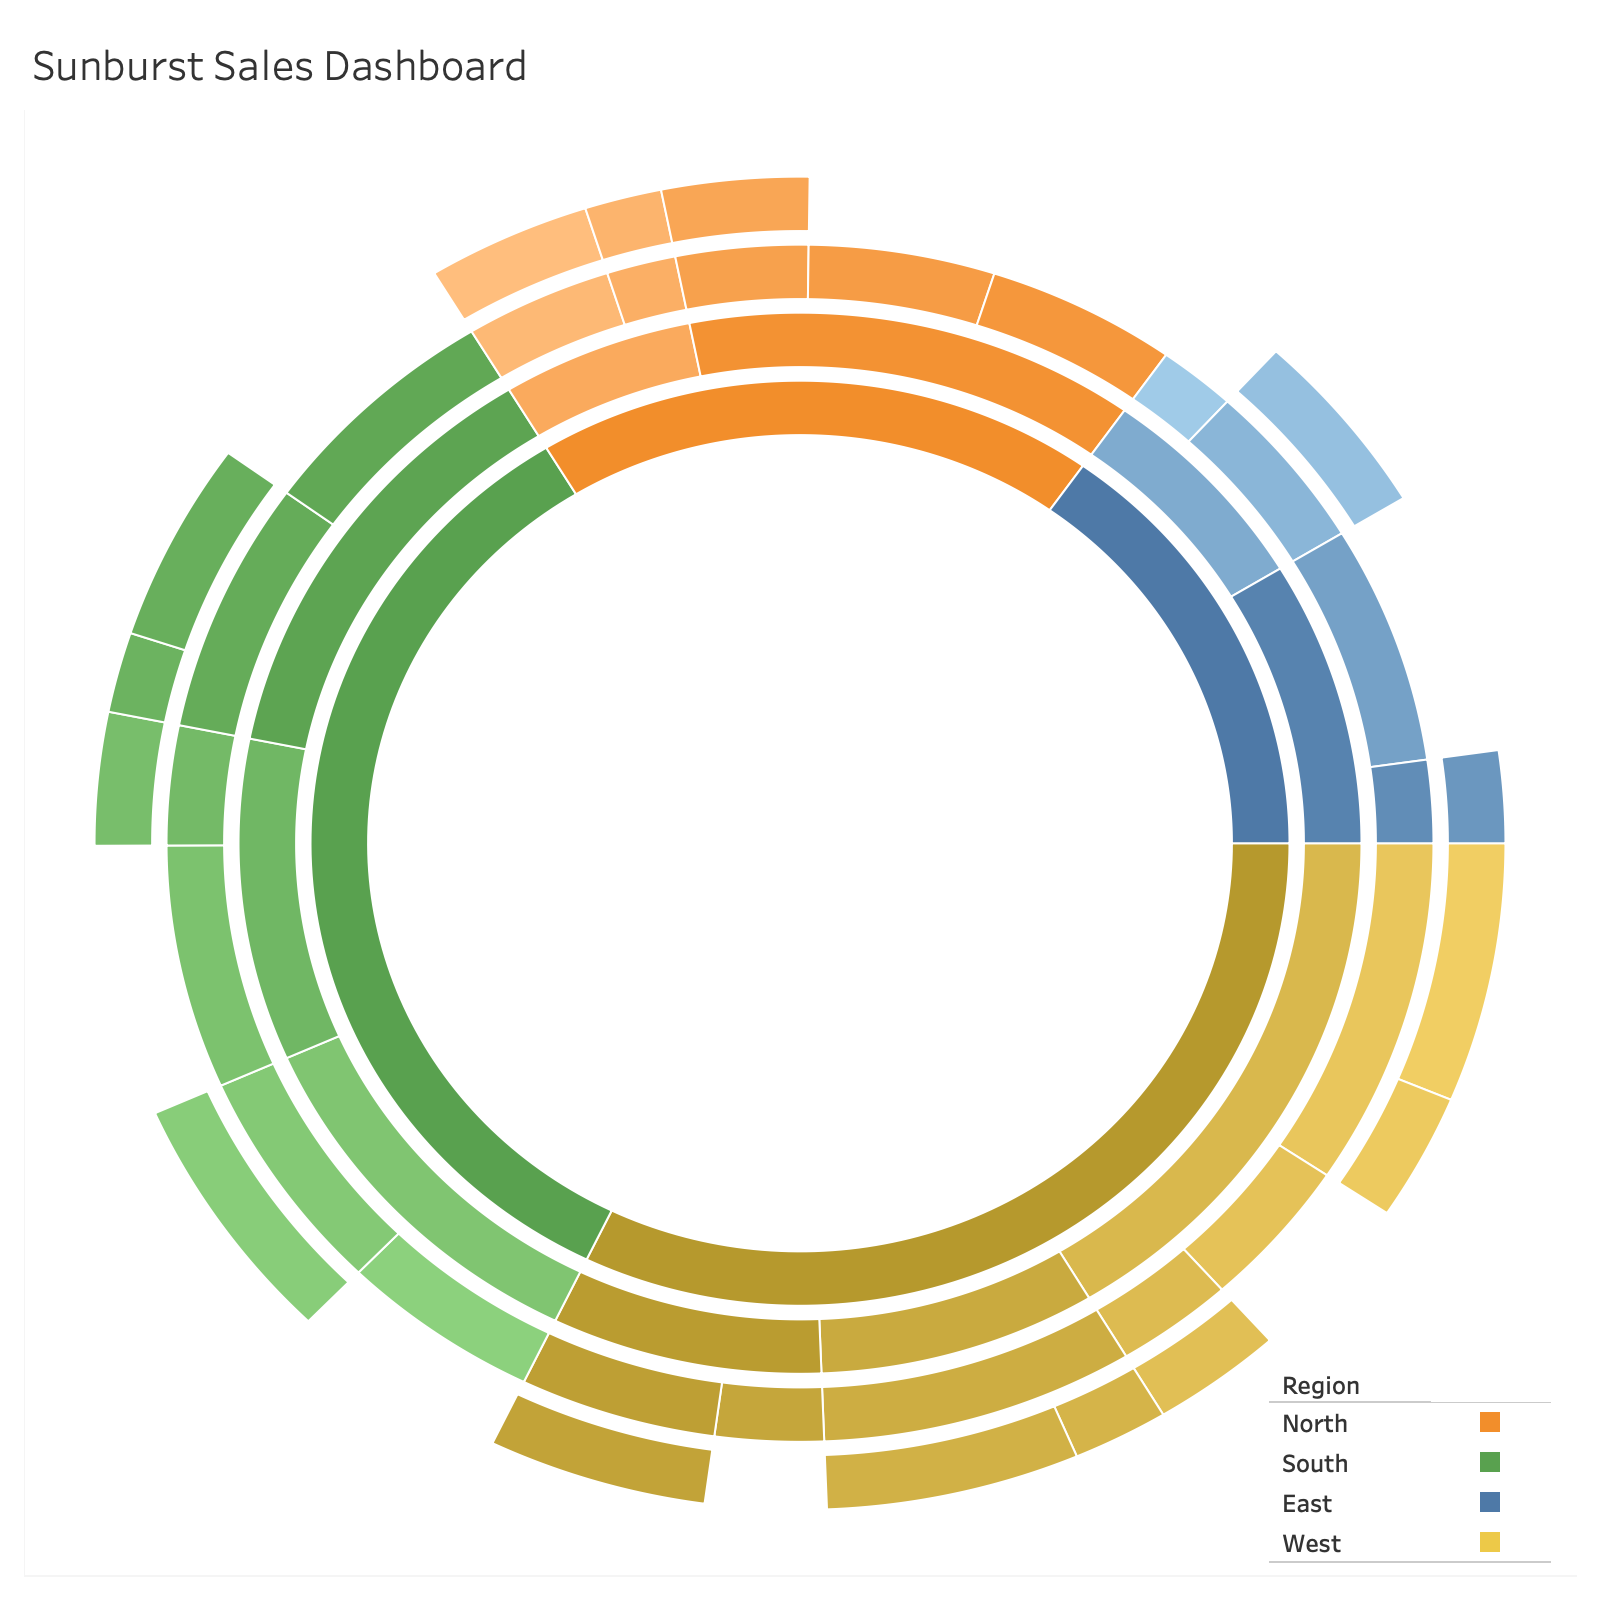 Sunburst Sales Dashboard
Region
North
South
East
West